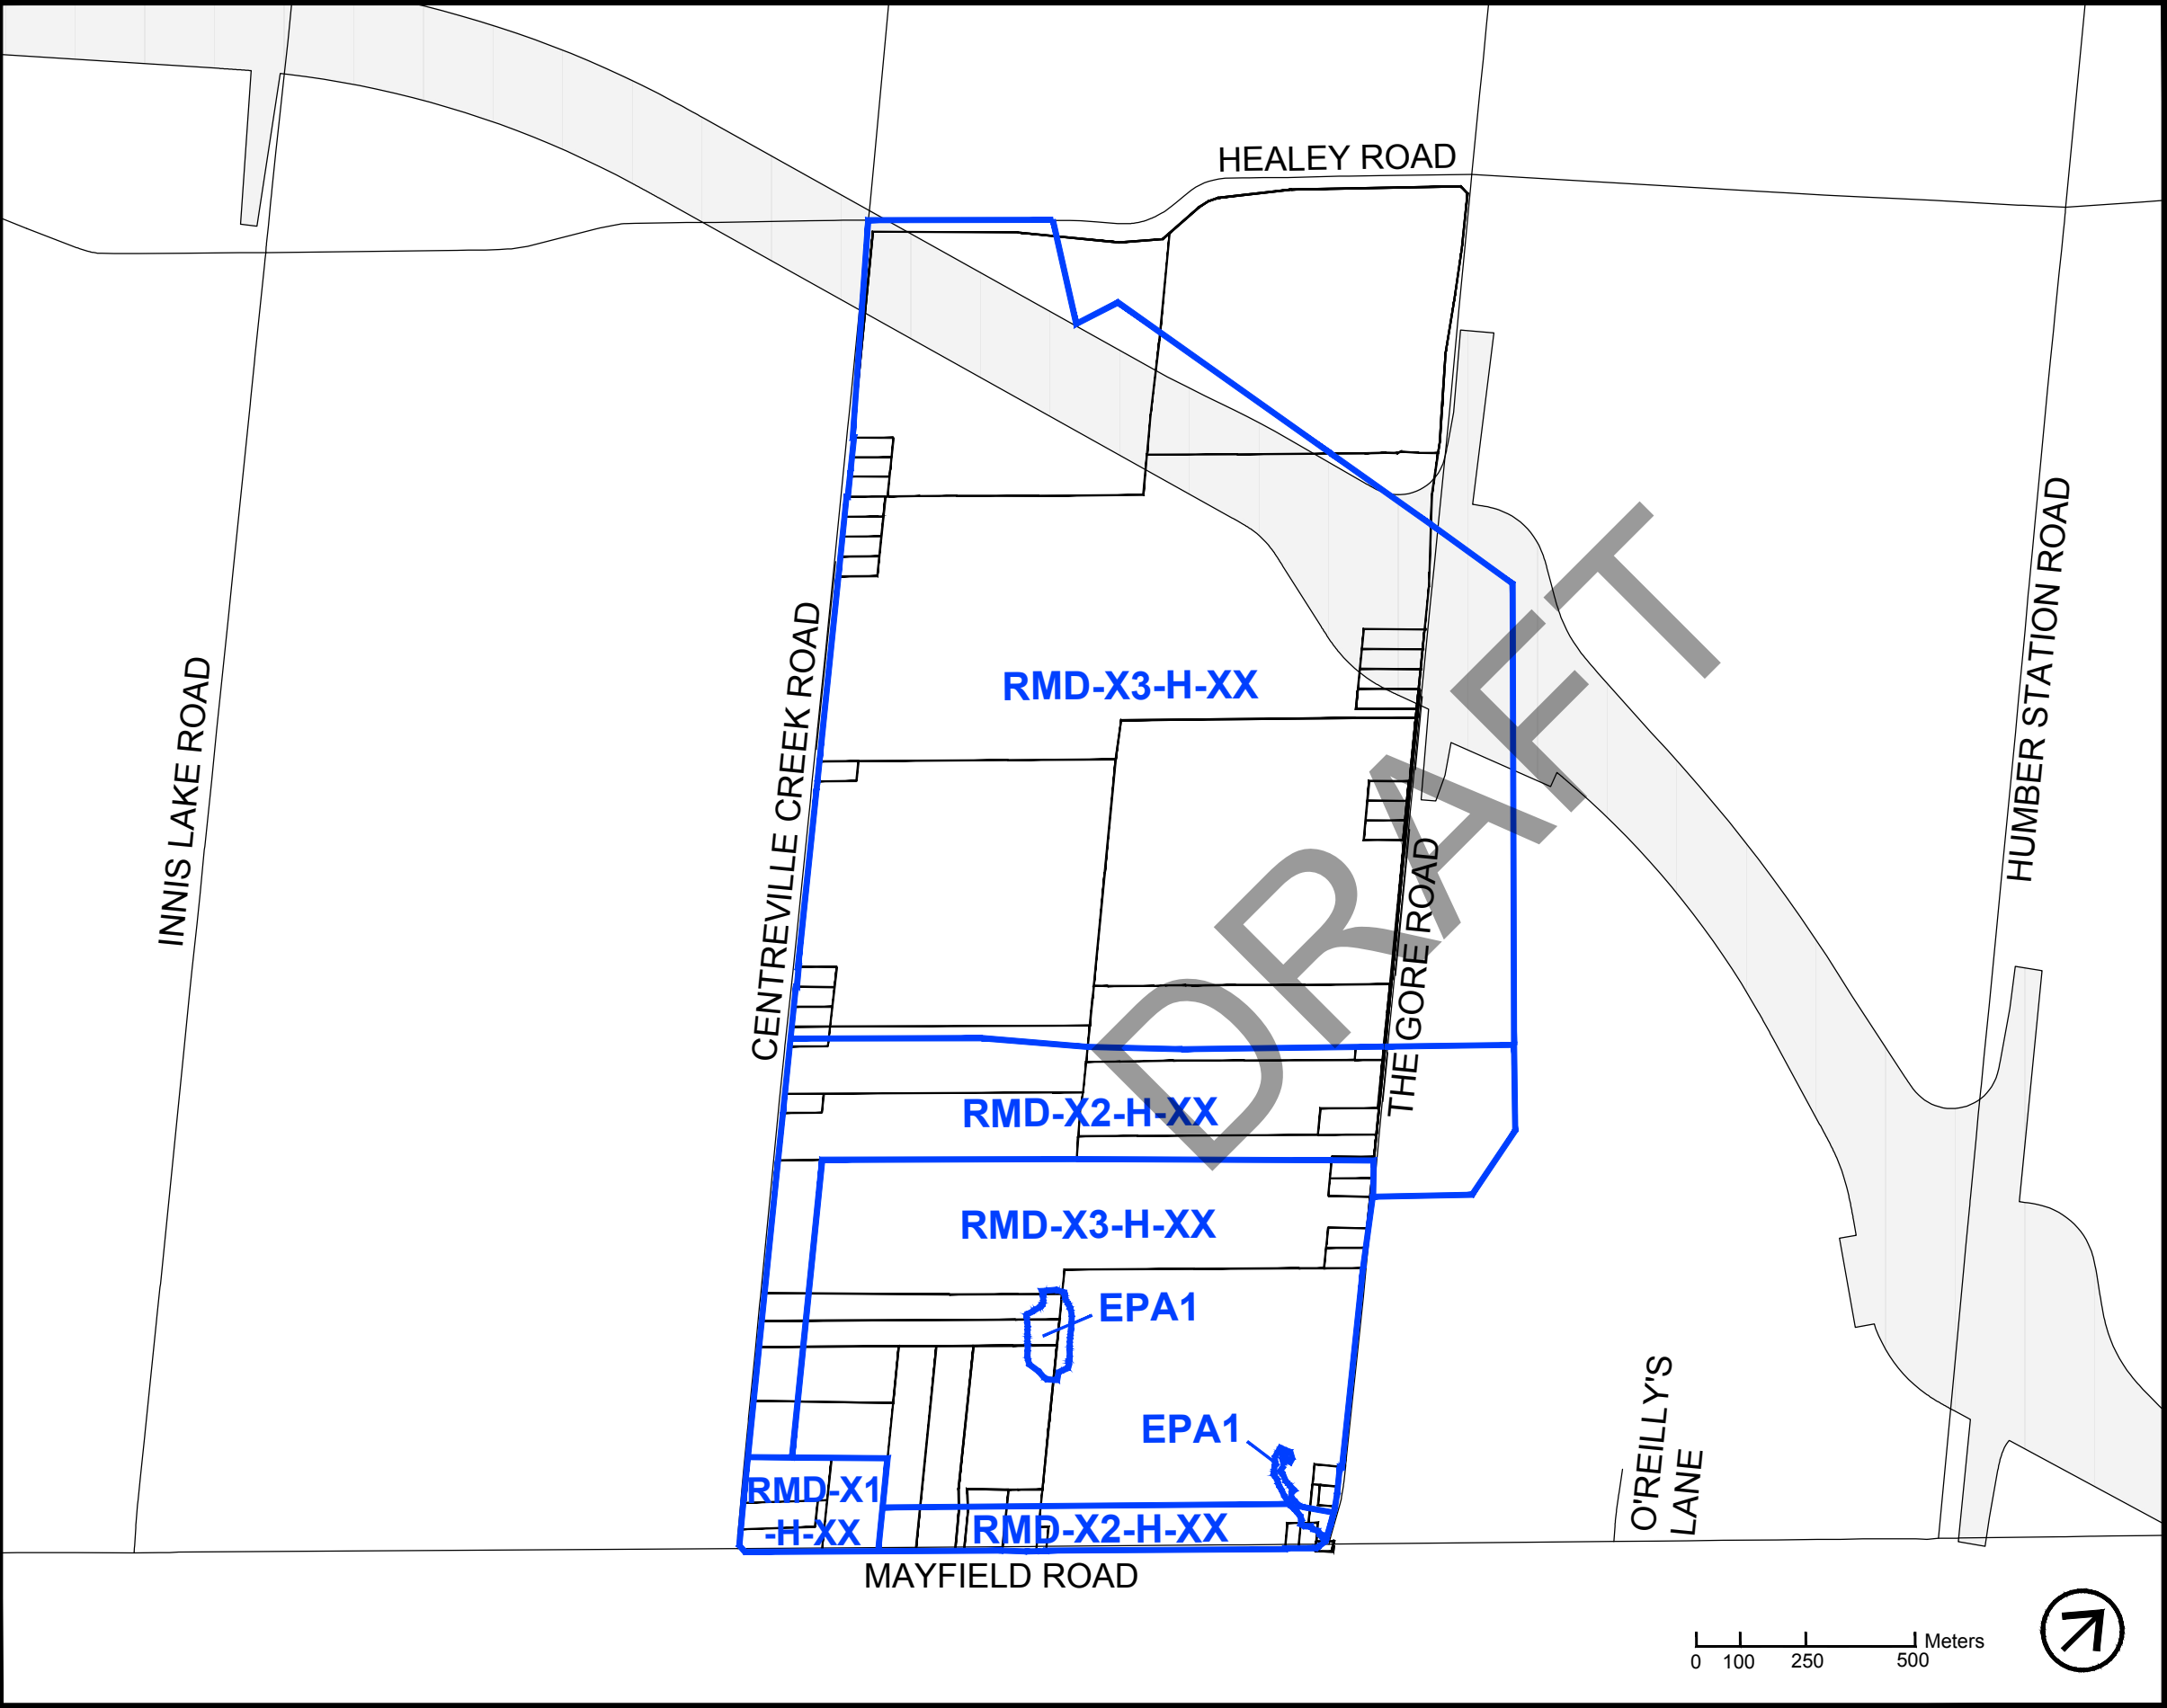 HEALEY ROAD
INNIS LAKE ROAD
CENTREVILLE CREEK ROAD
THE GORE ROAD
HUMBER STATION ROAD
RMD-X3-H-XX
DRAFT
RMD-X2-H-XX
RMD-X3-H-XX
EPA1
EPA1
RMD-X1
-H-XX
RMD-X2-H-XX
O'REILLY'S
LANE
MAYFIELD ROAD
Meters
0 100 250 500